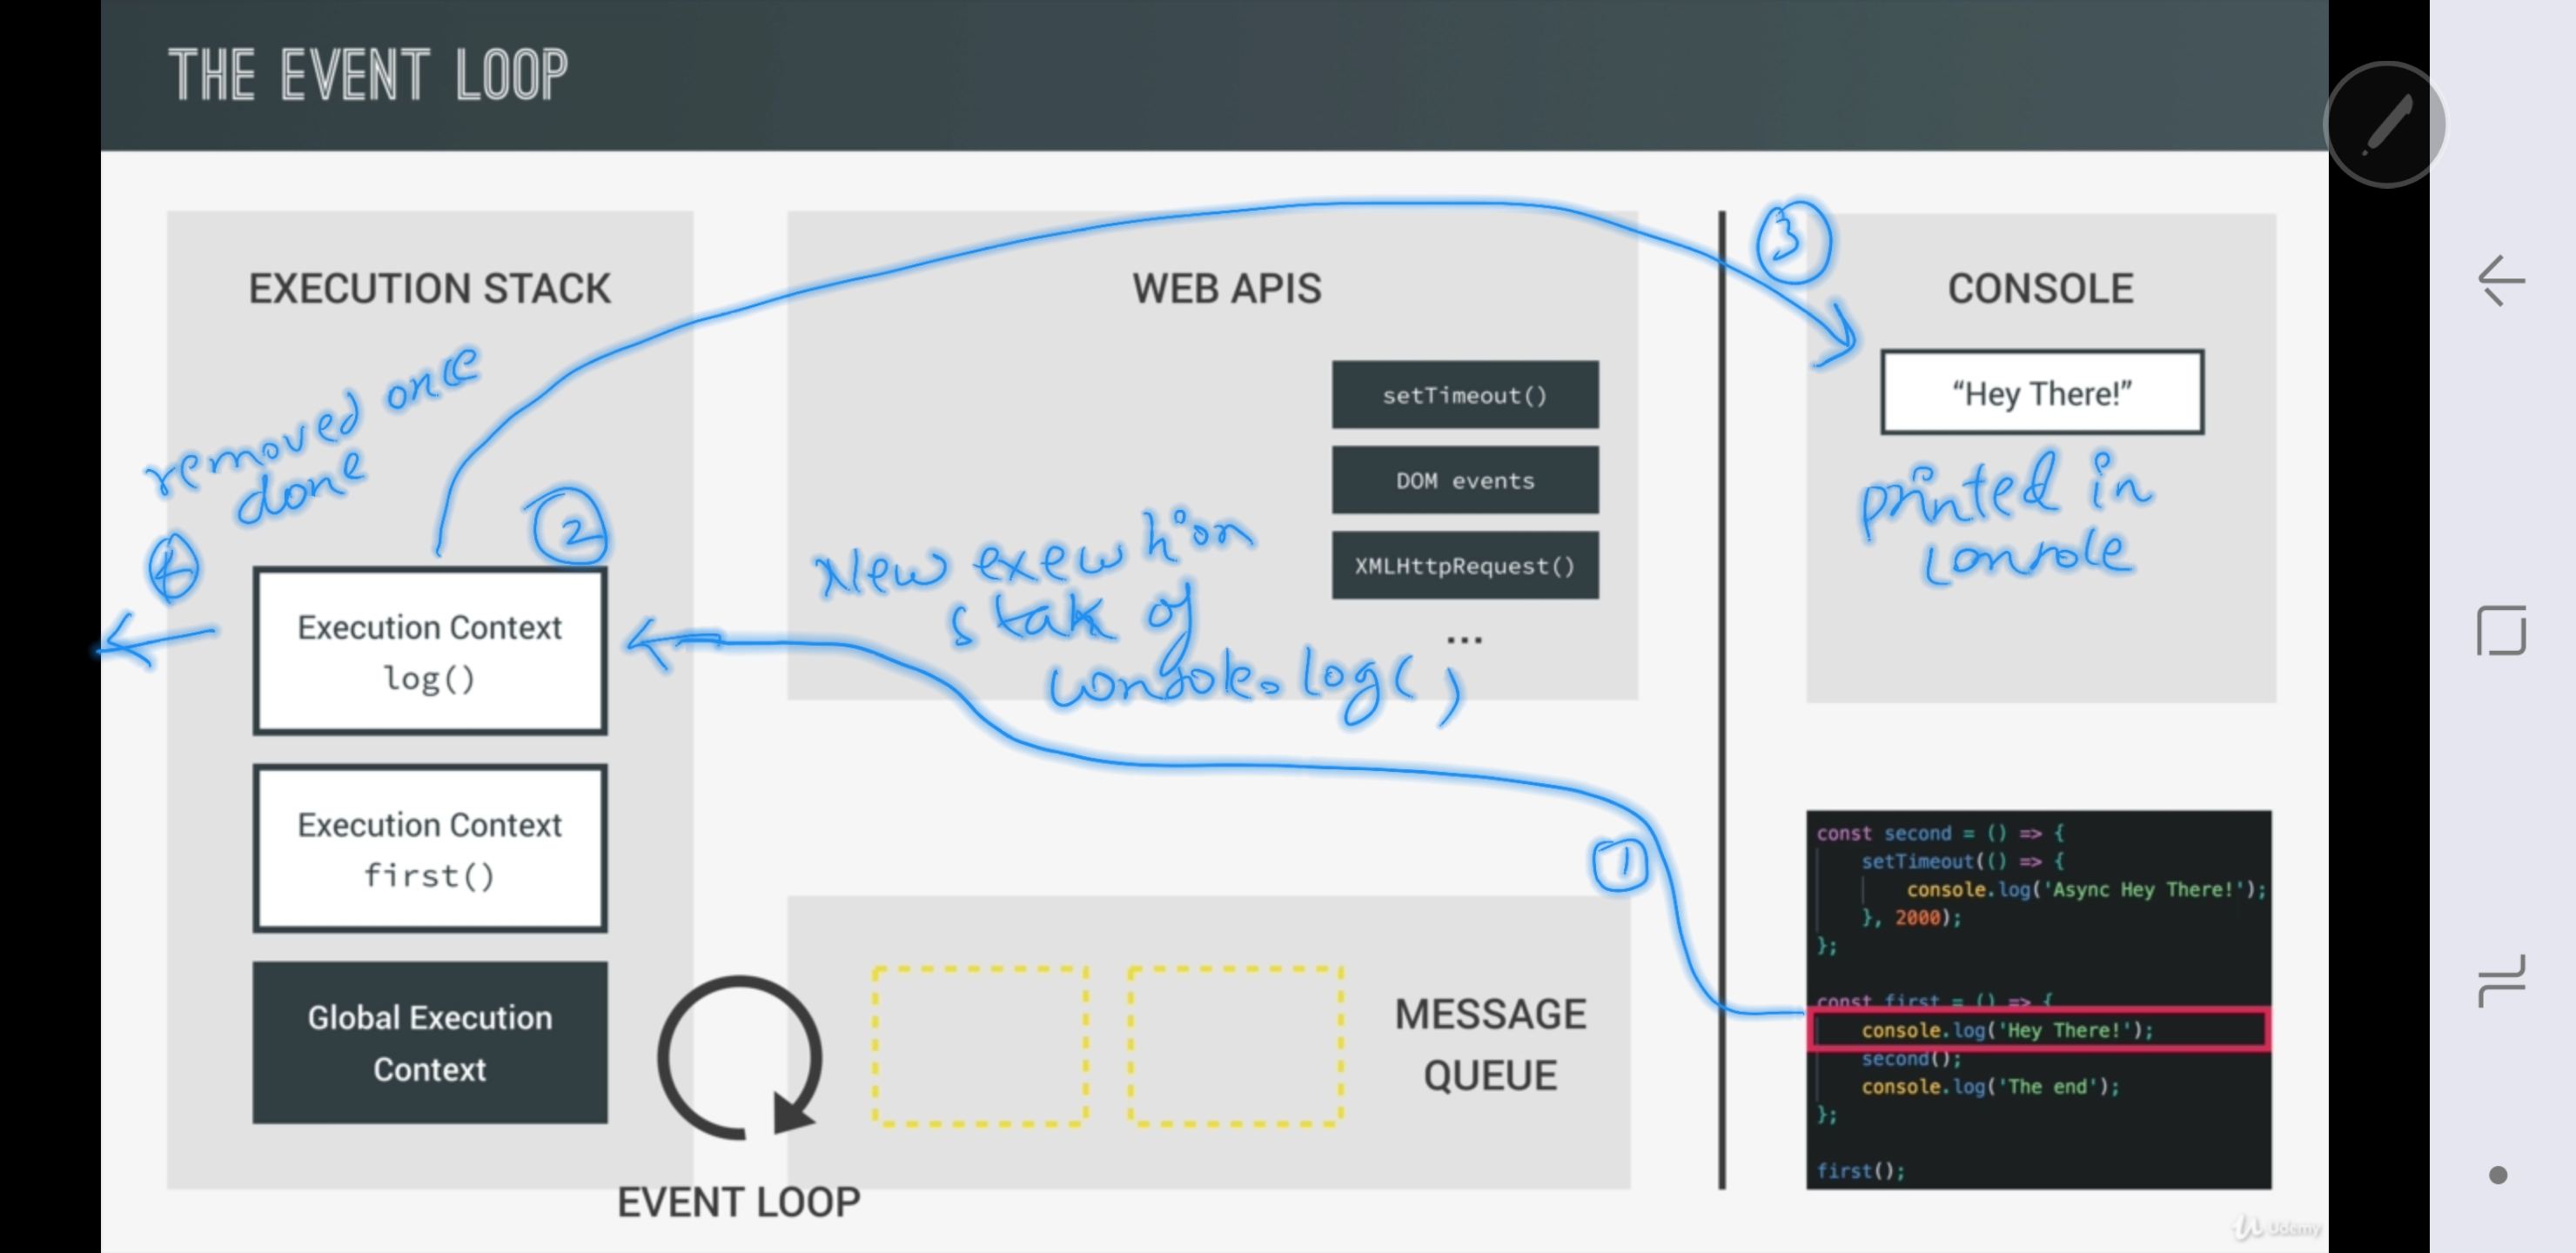 THE EVENT LOOP
EXECUTION STACK
removed once
done
4
2
Execution Context
log()
Execution Context
first()
Global Execution
Context
EVENT LOOP
WEB APIS
setTimeout()
DOM events
XMLHttpRequest()
...
New execution
stak of
console.log()
1
MESSAGE
QUEUE
3
CONSOLE
“Hey There!”
printed in
console
const second = () => {
setTimeout(() => {
console.log('Async Hey There!');
}, 2000);
};
const first = () => {
console.log('Hey There!');
second();
console.log('The end');
};
first();
Udemy